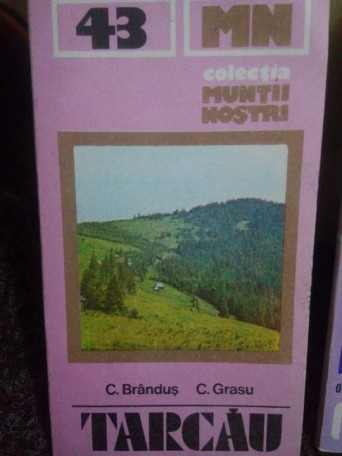 43 MN
colecția
MUNȚII
NOȘTRI
C. Brânduș C. Grasu
TARCĂU